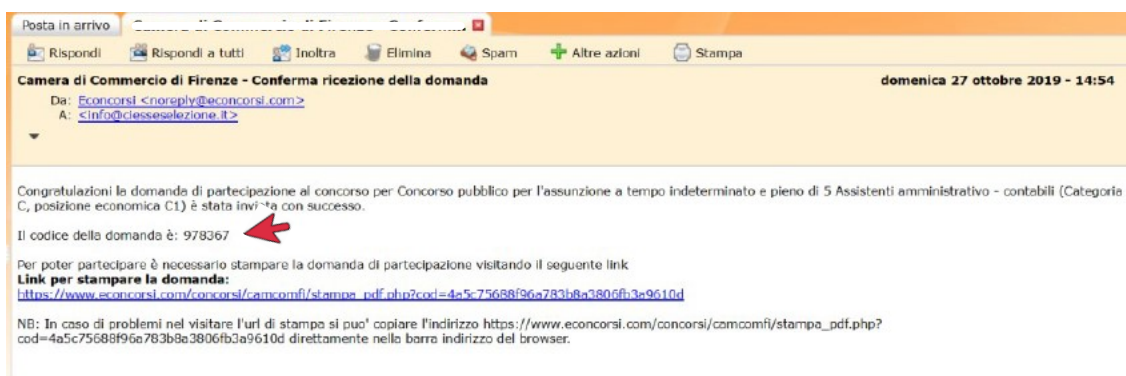 Posta in arrivo
Rispondi Rispondi a tutti Inoltra Elimina Spam Altre azioni Stampa
Camera di Commercio di Firenze - Conferma ricezione della domanda domenica 27 ottobre 2019 - 14:54
Da: Econcorsi <noreply@econcorsi.com>
A: <info@ciesseselezione.it>
Congratulazioni la domanda di partecipazione al concorso per Concorso pubblico per l'assunzione a tempo indeterminato e pieno di 5 Assistenti amministrativo - contabili (Categoria
C, posizione economica C1) è stata inviata con successo.
Il codice della domanda è: 978367
Per poter partecipare è necessario stampare la domanda di partecipazione visitando il seguente link
Link per stampare la domanda:
https://www.econcorsi.com/concorsi/camcomfi/stampa_pdf.php?cod=4a5c75688f96a783b8a3806fb3a9610d
NB: In caso di problemi nel visitare l'url di stampa si puo' copiare l'indirizzo https://www.econcorsi.com/concorsi/camcomfi/stampa_pdf.php?
cod=4a5c75688f96a783b8a3806fb3a9610d direttamente nella barra indirizzo del browser.